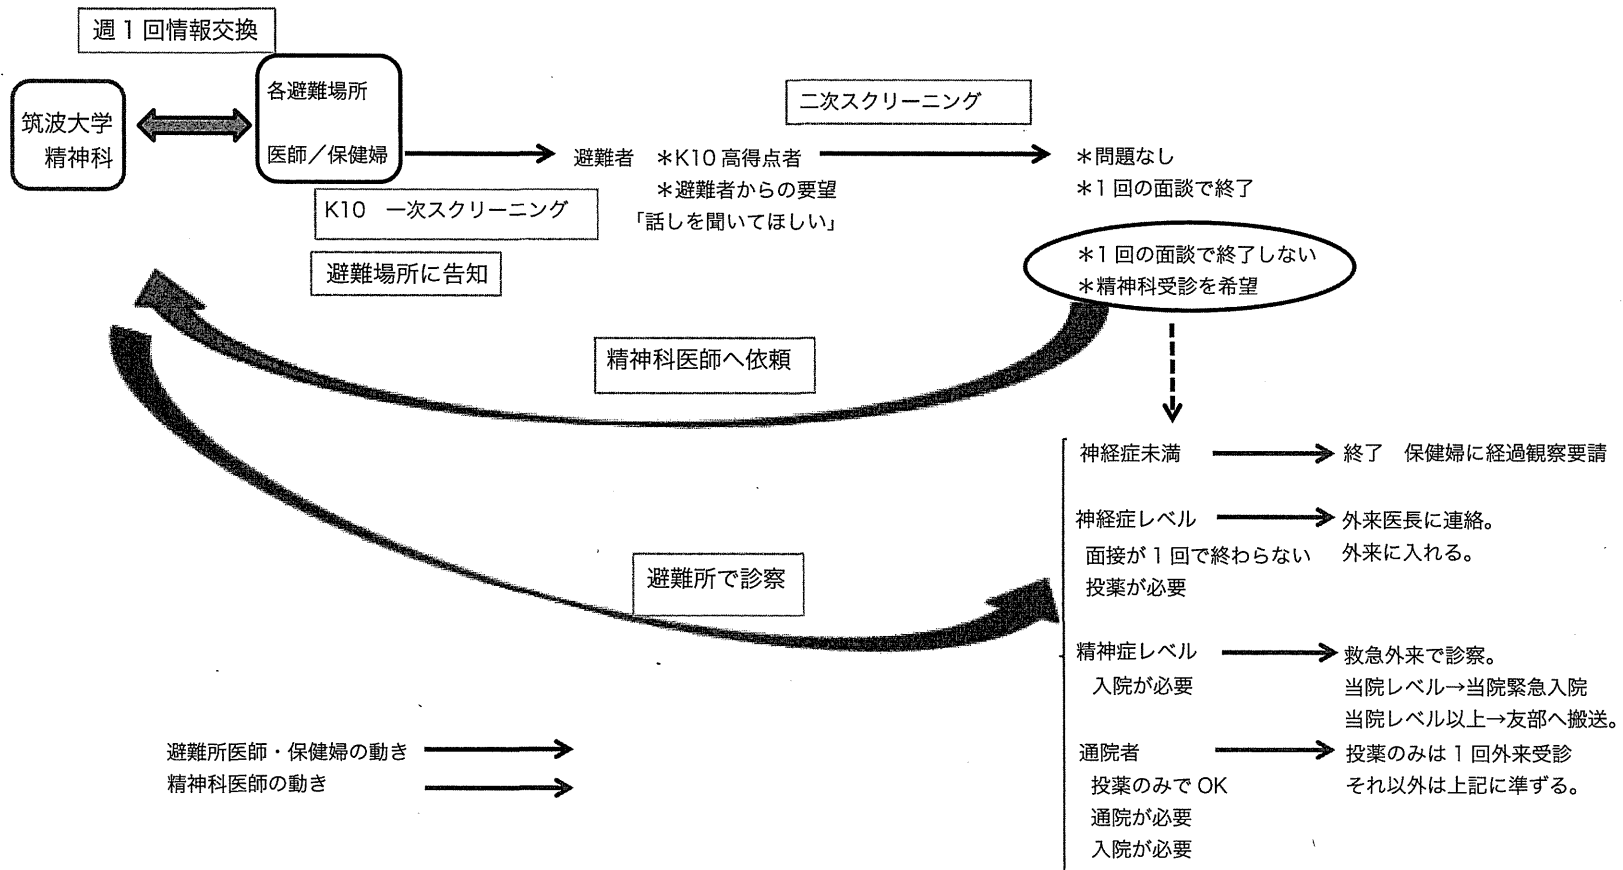 週1回情報交換
筑波大学
精神科
各避難場所
医師／保健婦
K10　一次スクリーニング
避難場所に告知
避難者　＊K10高得点者
＊避難者からの要望
「話しを聞いてほしい」
二次スクリーニング
＊問題なし
＊1回の面談で終了
＊1回の面談で終了しない
＊精神科受診を希望
精神科医師へ依頼
避難所で診察
神経症未満
終了　保健婦に経過観察要請
神経症レベル
面接が1回で終わらない
投薬が必要
外来医長に連絡。
外来に入れる。
精神症レベル
入院が必要
救急外来で診察。
当院レベル→当院緊急入院
当院レベル以上→友部へ搬送。
通院者
投薬のみでOK
通院が必要
入院が必要
投薬のみは1回外来受診
それ以外は上記に準ずる。
避難所医師・保健婦の動き
精神科医師の動き